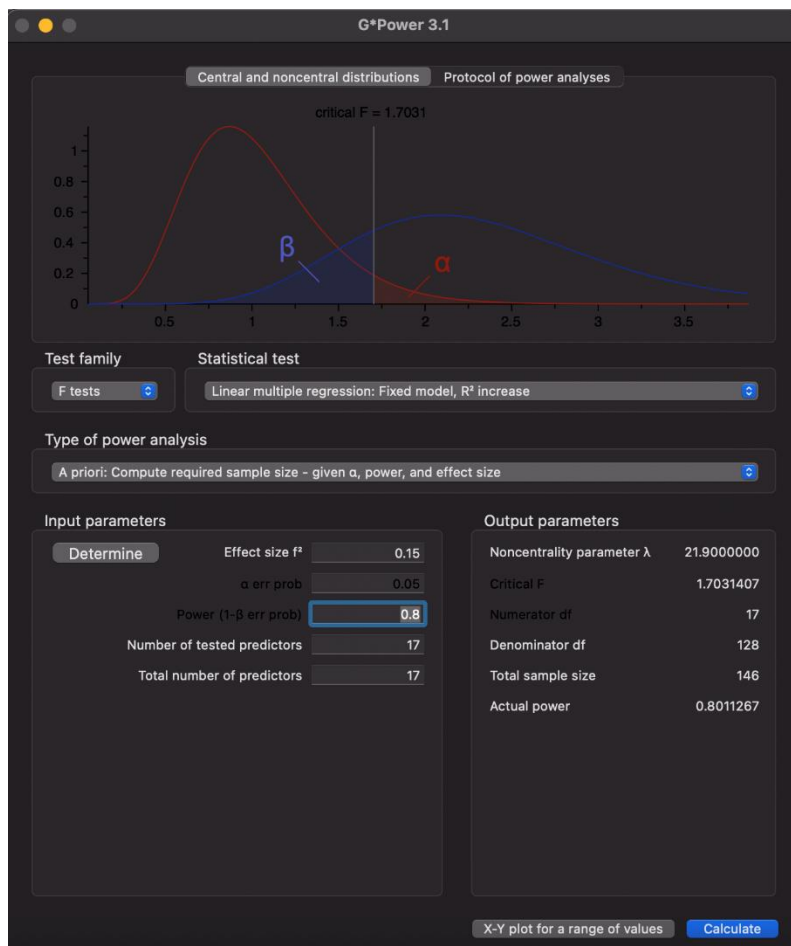 G*Power 3.1
Central and noncentral distributions Protocol of power analyses
critical F = 1.7031
1
0.8
0.6
0.4
0.2
0
β
α
0.5 1 1.5 2 2.5 3 3.5
Test family Statistical test
F tests Linear multiple regression: Fixed model, R² increase
Type of power analysis
A priori: Compute required sample size - given α, power, and effect size
Input parameters Output parameters
Determine Effect size f² 0.15 Noncentrality parameter λ 21.9000000
α err prob 0.05 Critical F 1.7031407
Power (1-β err prob) 0.8 Numerator df 17
Number of tested predictors 17 Denominator df 128
Total number of predictors 17 Total sample size 146
Actual power 0.8011267
X-Y plot for a range of values Calculate